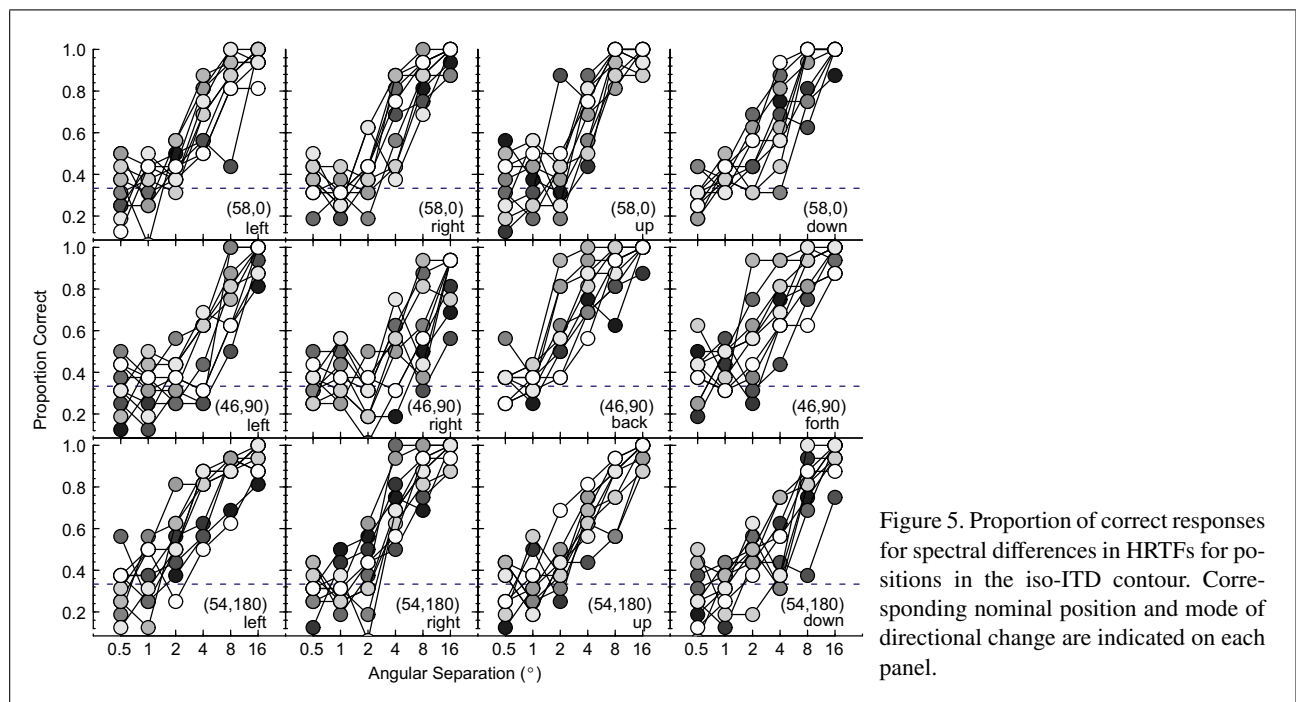 1.0
0.8
0.6
0.4
0.2
(58,0)
left
(58,0)
right
(58,0)
up
(58,0)
down
1.0
0.8
0.6
0.4
0.2
Proportion Correct
(46,90)
left
(46,90)
right
(46,90)
back
(46,90)
forth
1.0
0.8
0.6
0.4
0.2
(54,180)
left
(54,180)
right
(54,180)
up
(54,180)
down
0.5 1 2 4 8 16 0.5 1 2 4 8 16 0.5 1 2 4 8 16 0.5 1 2 4 8 16
Angular Separation (°)
Figure 5. Proportion of correct responses
for spectral differences in HRTFs for po-
sitions in the iso-ITD contour. Corre-
sponding nominal position and mode of
directional change are indicated on each
panel.